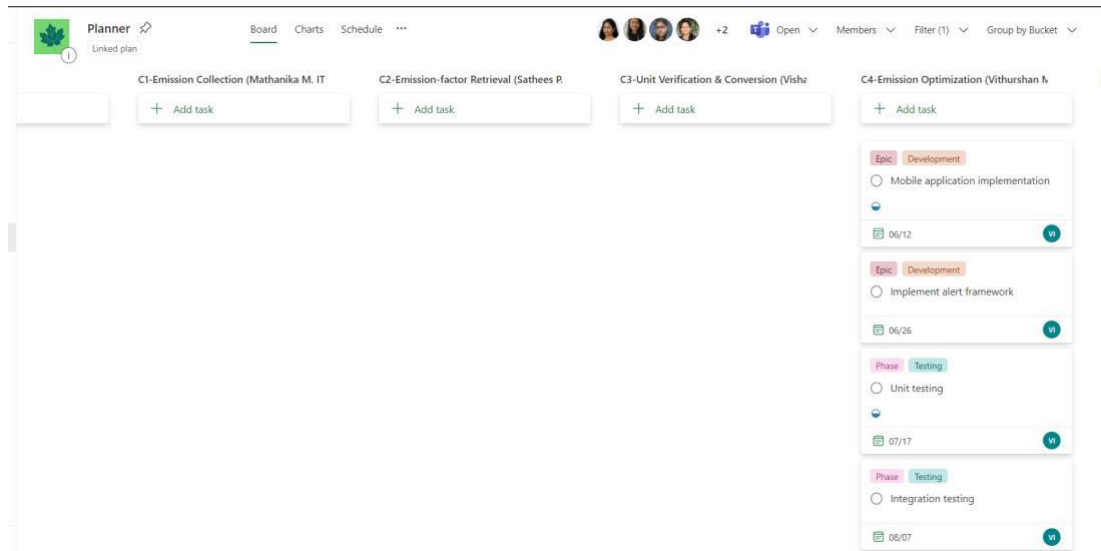 Planner
Linked plan
Board Charts Schedule ...
+2 Open Members Filter (1) Group by Bucket
C1-Emission Collection (Mathanika M. IT
C2-Emission-factor Retrieval (Sathees P.
C3-Unit Verification & Conversion (Visha
C4-Emission Optimization (Vithurshan M
+ Add task
+ Add task
+ Add task
+ Add task
Epic Development
Mobile application implementation
06/12 VI
Epic Development
Implement alert framework
06/26 VI
Phase Testing
Unit testing
07/17 VI
Phase Testing
Integration testing
08/07 VI